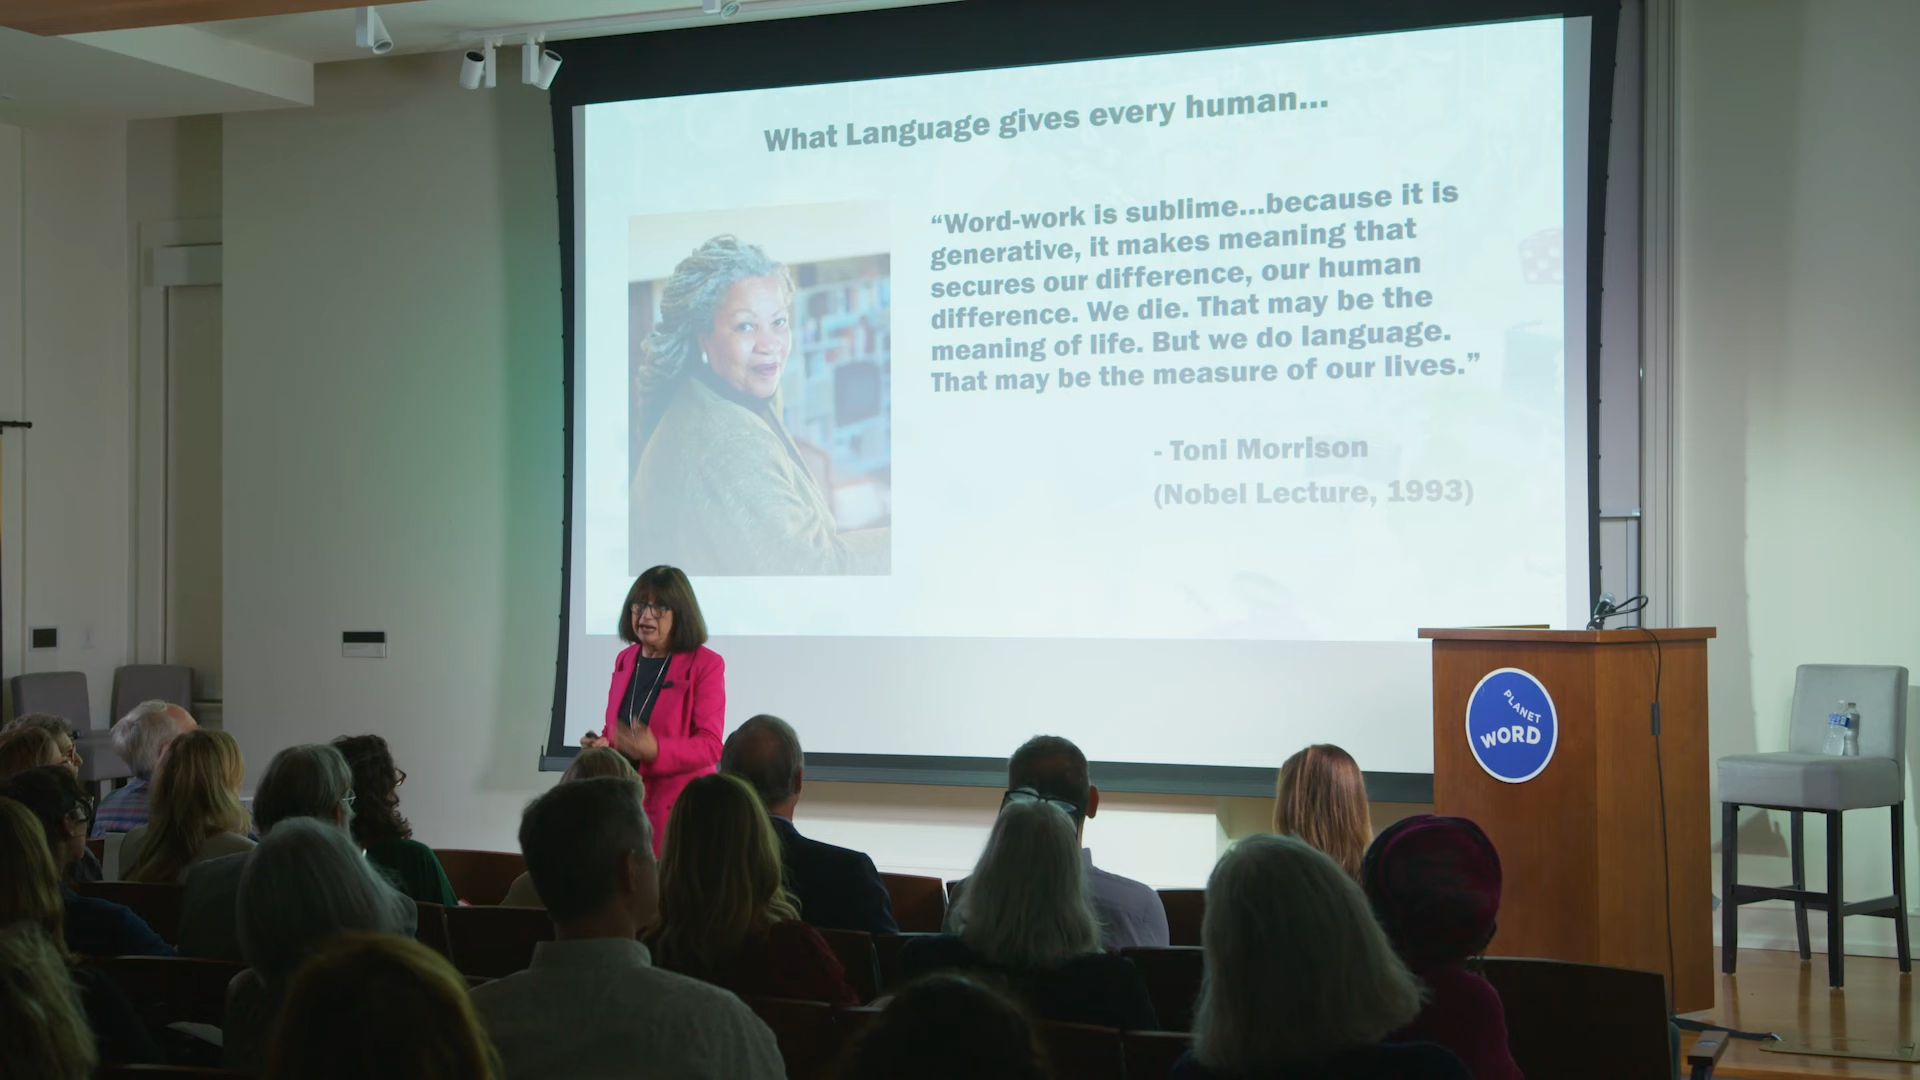 What Language gives every human...
“Word-work is sublime...because it is
generative, it makes meaning that
secures our difference, our human
difference. We die. That may be the
meaning of life. But we do language.
That may be the measure of our lives.”
- Toni Morrison
(Nobel Lecture, 1993)
PLANET
WORD